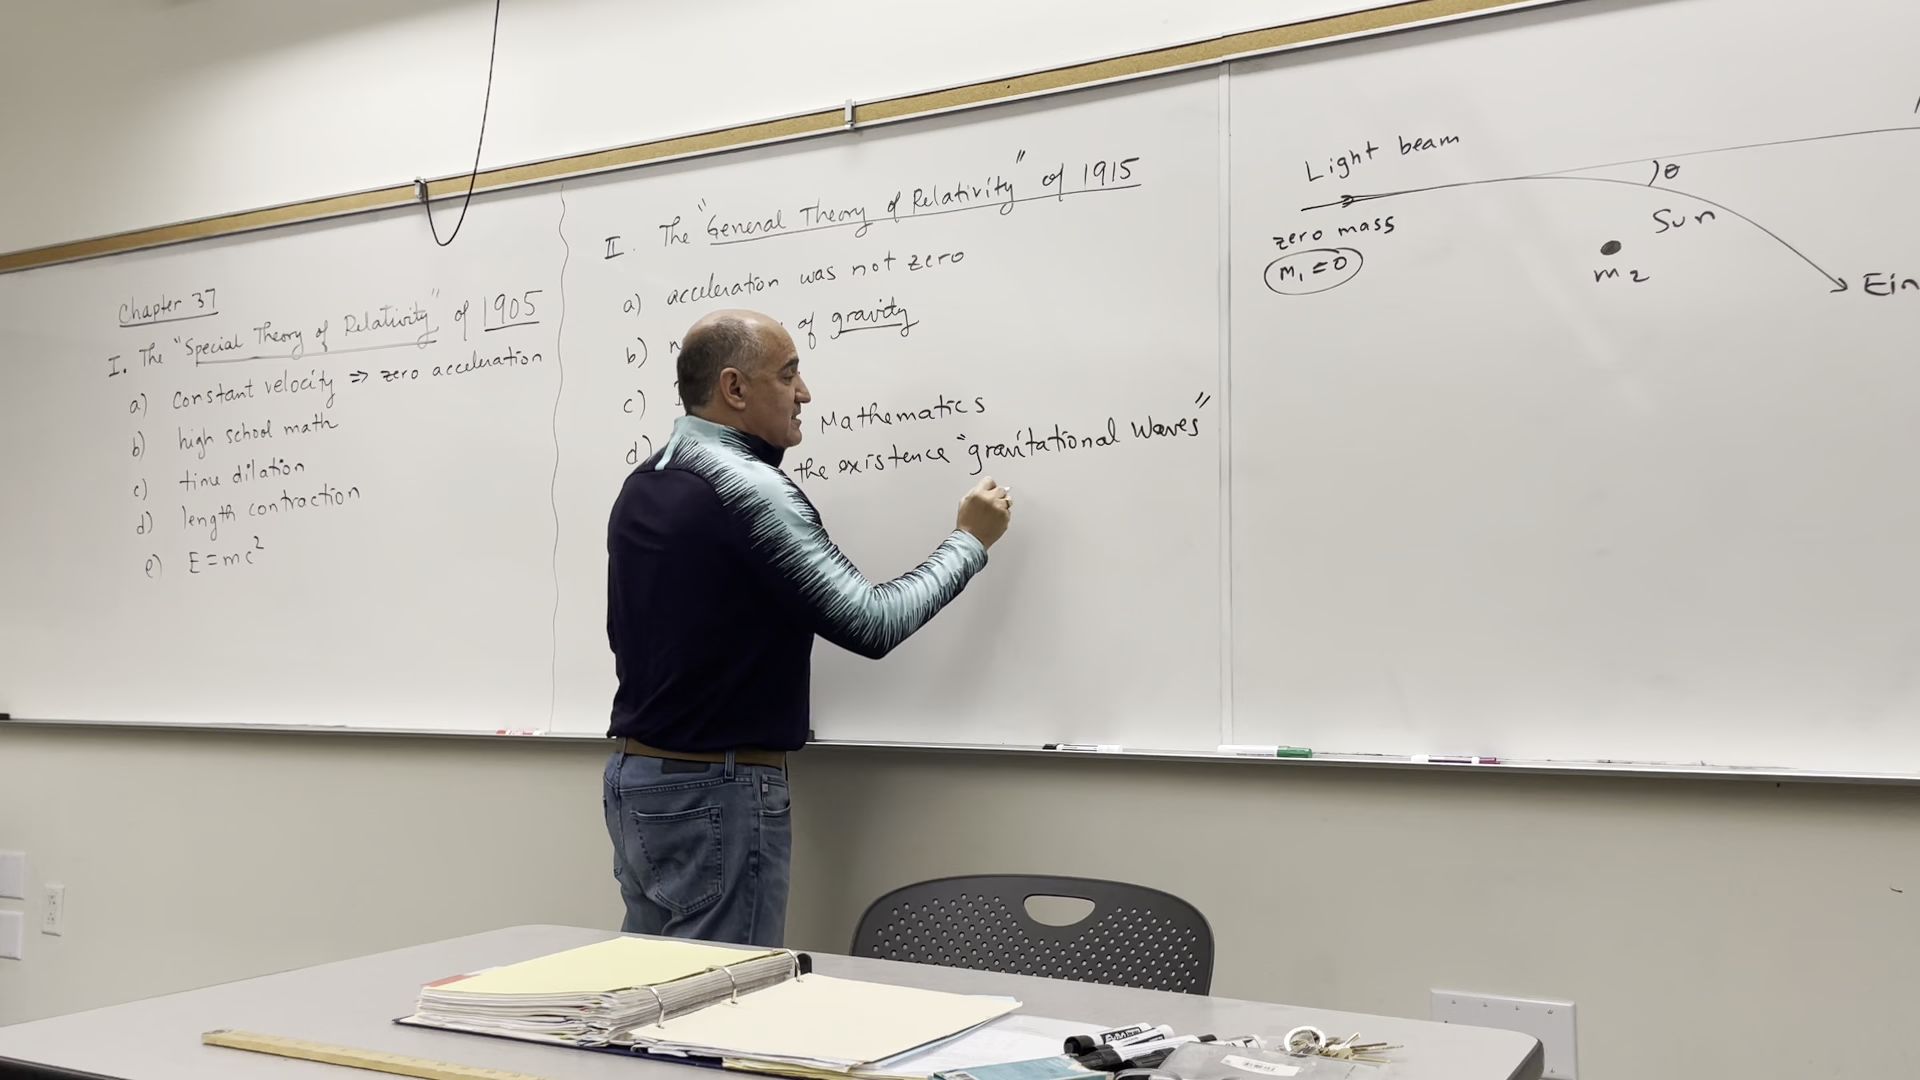 Chapter 37
I. The "Special Theory of Relativity" of 1905
a) constant velocity => zero acceleration
b) high school math
c) time dilation
d) length contraction
e) E = mc²
II. The "General Theory of Relativity" of 1915
a) acceleration was not zero
b) of gravity
c)
Mathematics
d) the existence "gravitational waves"
Light beam
zero mass
m₁ = 0
θ
Sun
m₂
Ein